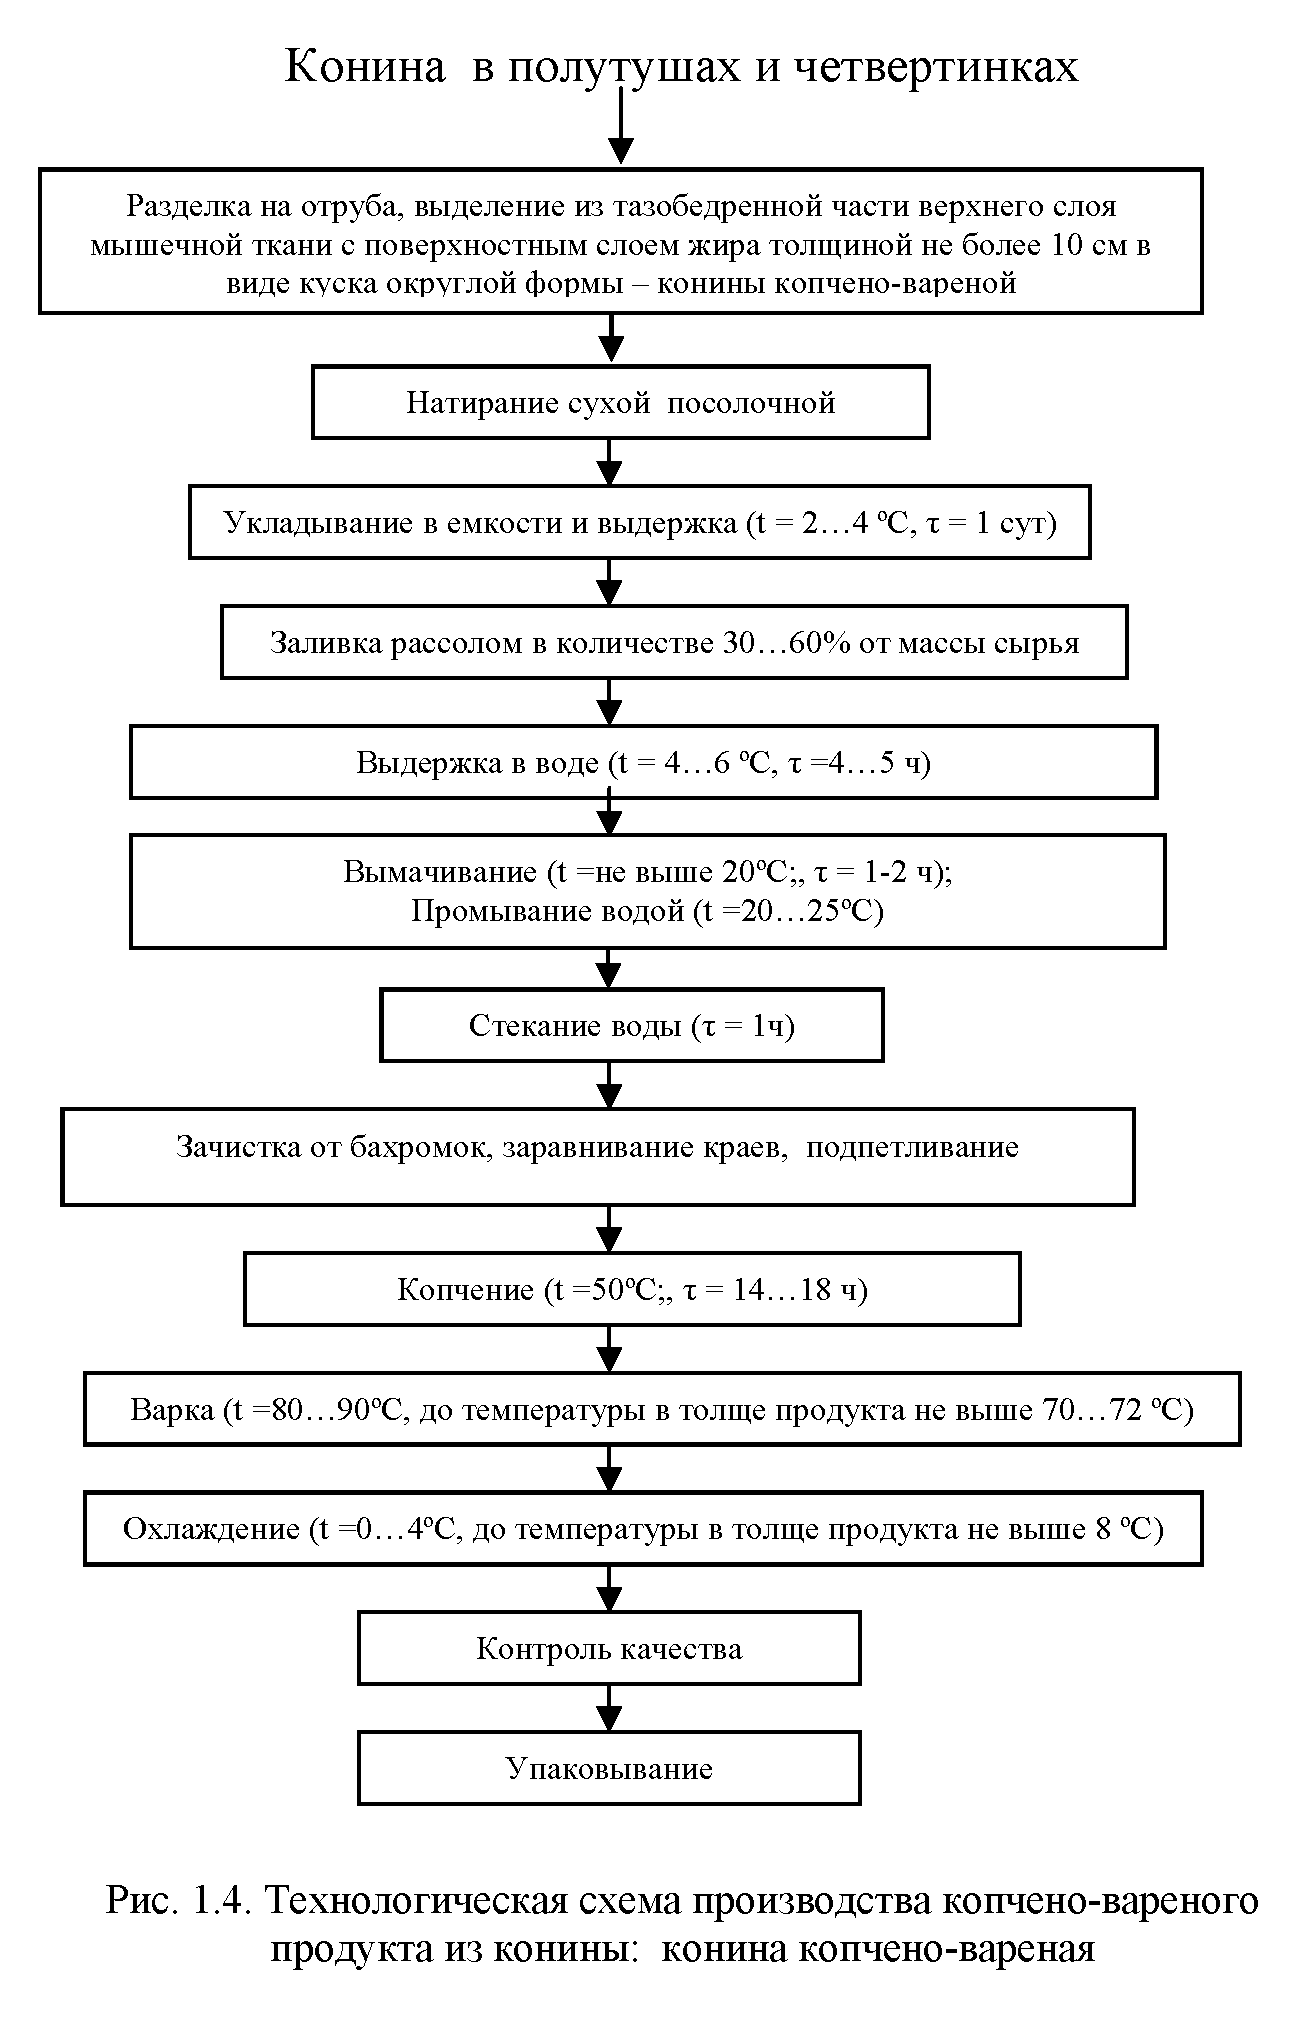 Конина в полутушах и четвертинках
Разделка на отруба, выделение из тазобедренной части верхнего слоя
мышечной ткани с поверхностным слоем жира толщиной не более 10 см в
виде куска округлой формы – конины копчено-вареной
Натирание сухой посолочной
Укладывание в емкости и выдержка (t = 2…4 ºС, τ = 1 сут)
Заливка рассолом в количестве 30…60% от массы сырья
Выдержка в воде (t = 4…6 ºС, τ =4…5 ч)
Вымачивание (t =не выше 20ºС;, τ = 1-2 ч);
Промывание водой (t =20…25ºС)
Стекание воды (τ = 1ч)
Зачистка от бахромок, заравнивание краев, подпетливание
Копчение (t =50ºС;, τ = 14…18 ч)
Варка (t =80…90ºС, до температуры в толще продукта не выше 70…72 ºС)
Охлаждение (t =0…4ºС, до температуры в толще продукта не выше 8 ºС)
Контроль качества
Упаковывание
Рис. 1.4. Технологическая схема производства копчено-вареного
продукта из конины: конина копчено-вареная